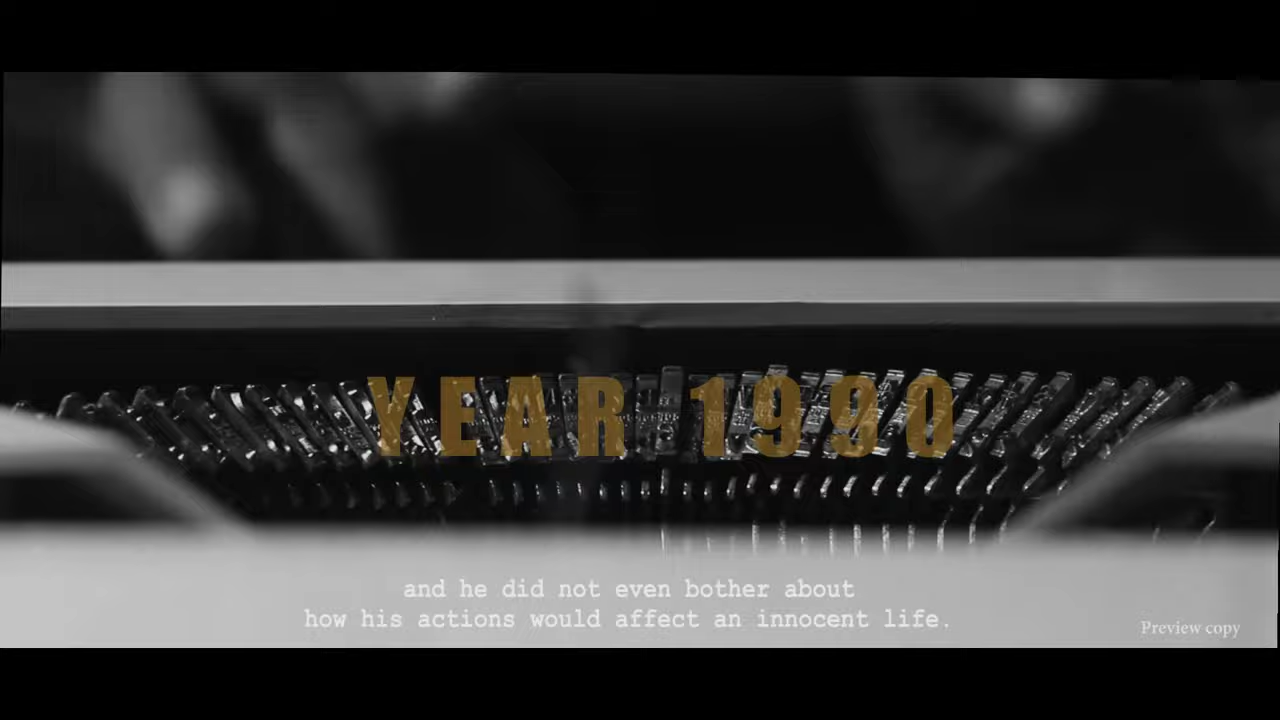 YEAR 1990
and he did not even bother about
how his actions would affect an innocent life.
Preview copy